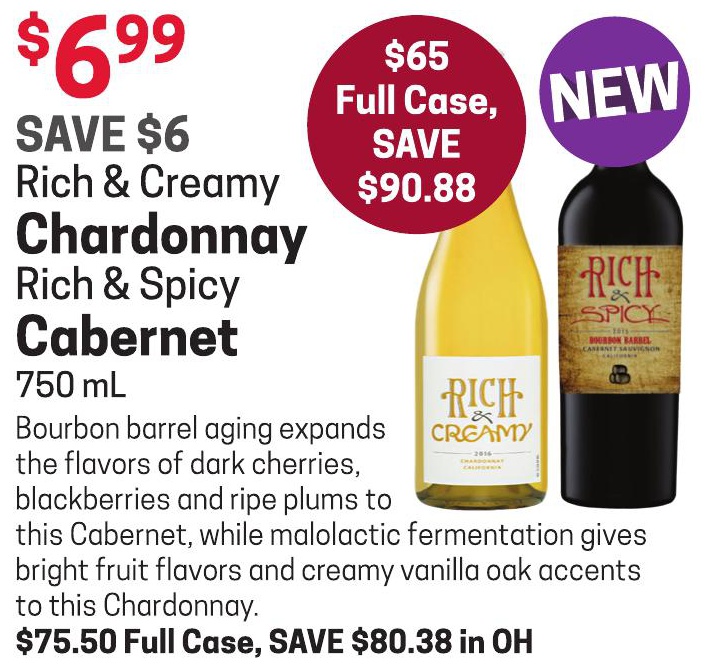 $6.99
SAVE $6
Rich & Creamy
Chardonnay
Rich & Spicy
Cabernet
750 mL
Bourbon barrel aging expands
the flavors of dark cherries,
blackberries and ripe plums to
this Cabernet, while malolactic fermentation gives
bright fruit flavors and creamy vanilla oak accents
to this Chardonnay.
$75.50 Full Case, SAVE $80.38 in OH
$65
Full Case,
SAVE
$90.88
NEW
RICH
&
CREAMY
2016
CHARDONNAY
CALIFORNIA
RICH
&
SPICY
2015
BOURBON BARREL
CABERNET SAUVIGNON
CALIFORNIA